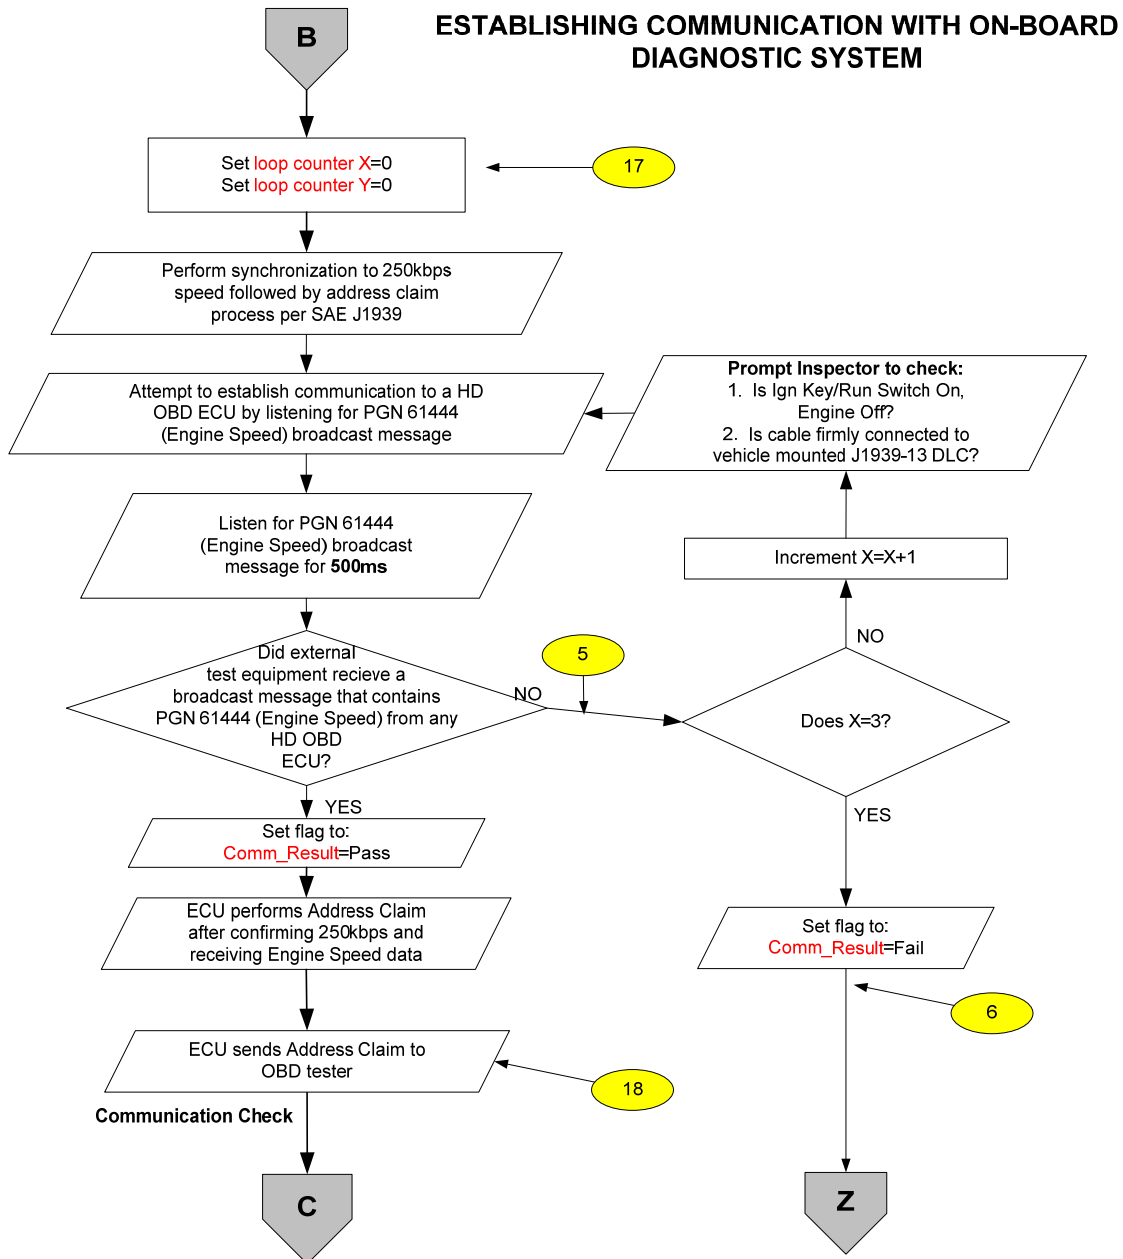 B
ESTABLISHING COMMUNICATION WITH ON-BOARD
DIAGNOSTIC SYSTEM
Set loop counter X=0
Set loop counter Y=0
17
Perform synchronization to 250kbps
speed followed by address claim
process per SAE J1939
Attempt to establish communication to a HD
OBD ECU by listening for PGN 61444
(Engine Speed) broadcast message
Prompt Inspector to check:
1. Is Ign Key/Run Switch On,
Engine Off?
2. Is cable firmly connected to
vehicle mounted J1939-13 DLC?
Listen for PGN 61444
(Engine Speed) broadcast
message for 500ms
Increment X=X+1
NO
Did external
test equipment recieve a
broadcast message that contains
PGN 61444 (Engine Speed) from any
HD OBD
ECU?
5
NO
Does X=3?
YES
YES
Set flag to:
Comm_Result=Pass
ECU performs Address Claim
after confirming 250kbps and
receiving Engine Speed data
Set flag to:
Comm_Result=Fail
6
ECU sends Address Claim to
OBD tester
18
Communication Check
C
Z